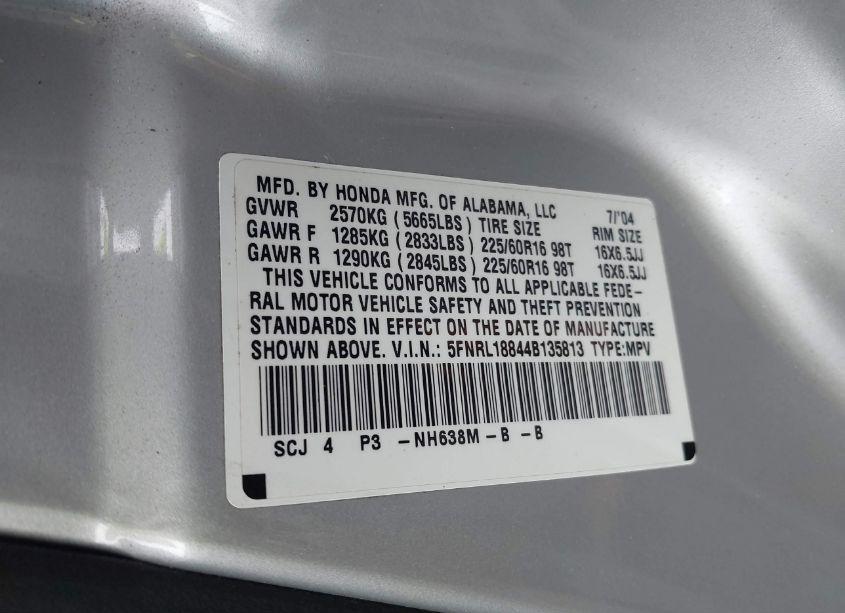 MFD. BY HONDA MFG. OF ALABAMA, LLC 7/'04
GVWR 2570KG (5665LBS) TIRE SIZE RIM SIZE
GAWR F 1285KG (2833LBS) 225/60R16 98T 16X6.5JJ
GAWR R 1290KG (2845LBS) 225/60R16 98T 16X6.5JJ
THIS VEHICLE CONFORMS TO ALL APPLICABLE FEDE-
RAL MOTOR VEHICLE SAFETY AND THEFT PREVENTION
STANDARDS IN EFFECT ON THE DATE OF MANUFACTURE
SHOWN ABOVE. V.I.N.: 5FNRL18844B135813 TYPE:MPV
SCJ 4 P3 -NH638M -B -B